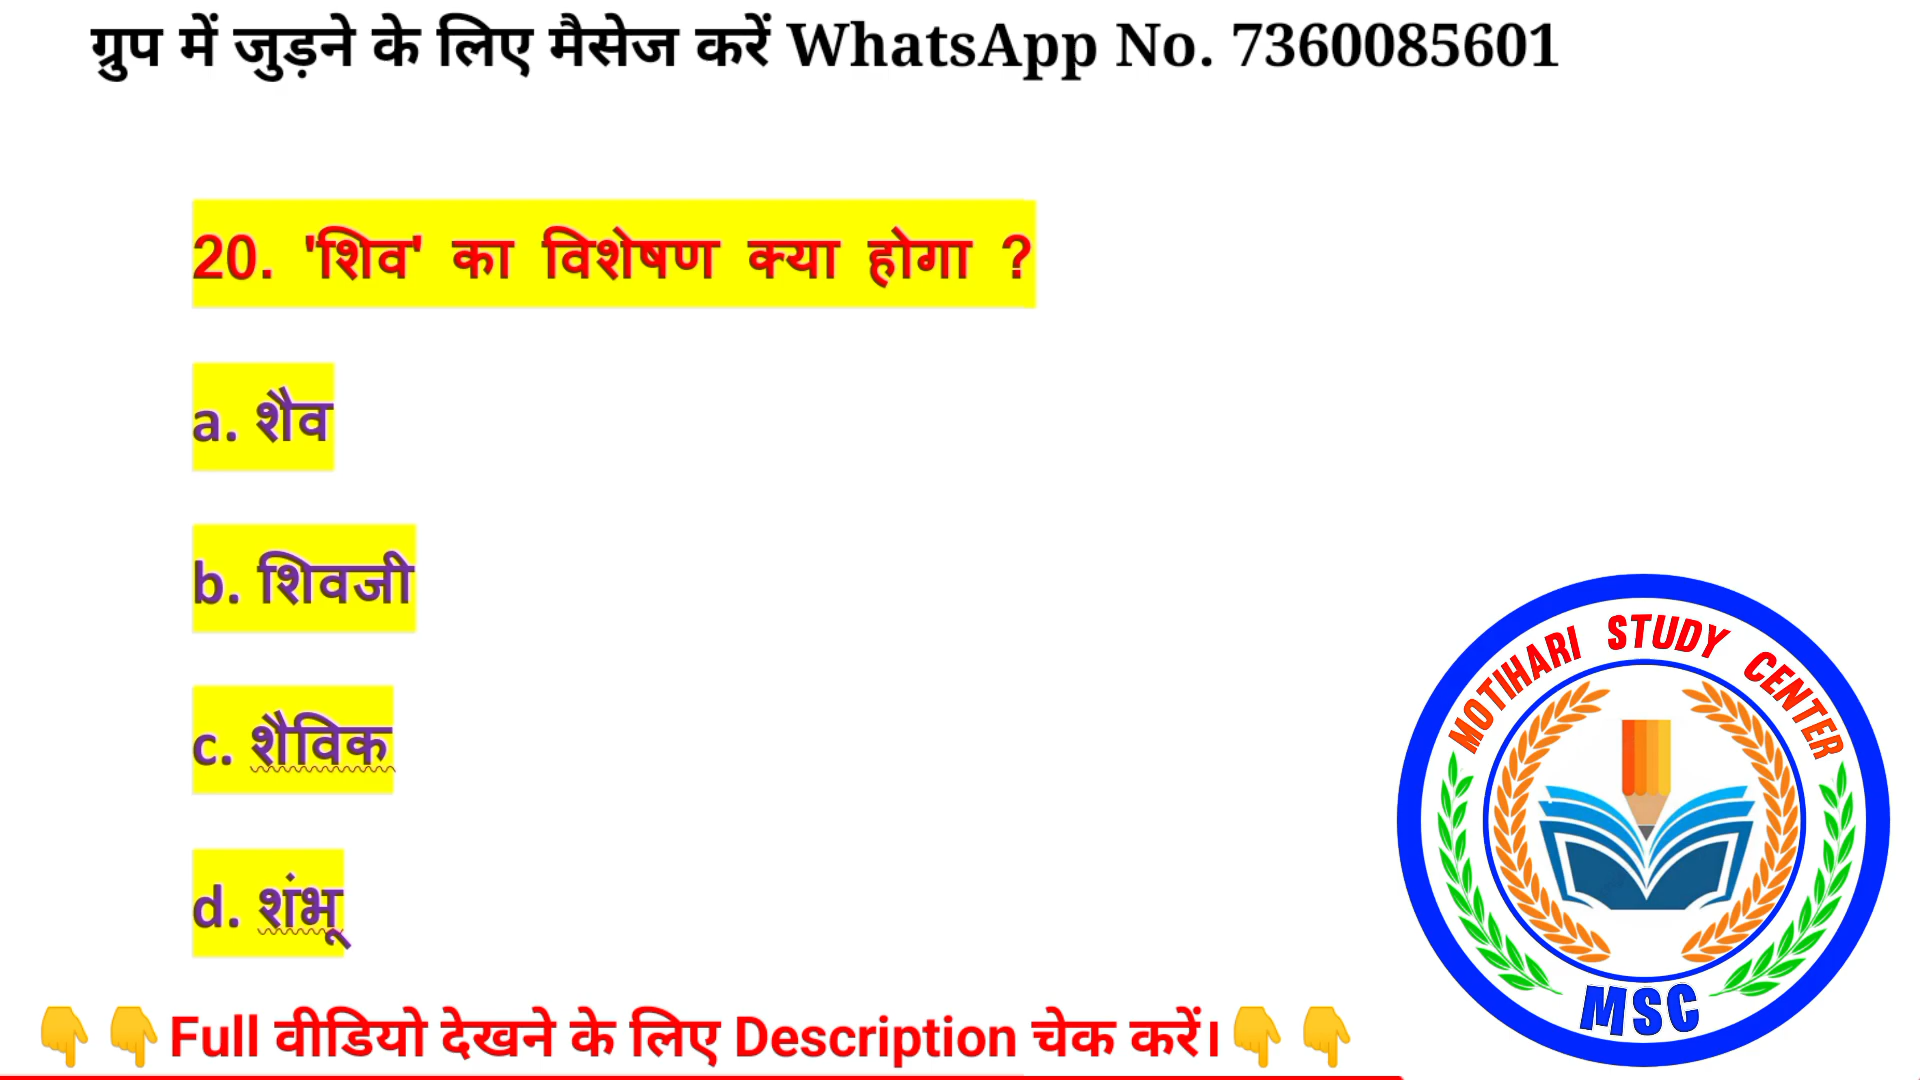 ग्रुप में जुड़ने के लिए मैसेज करें WhatsApp No. 7360085601
20. 'शिव' का विशेषण क्या होगा ?
a. शैव
b. शिवजी
c. शैविक
d. शंभू
MOTIHARI STUDY CENTER
MSC
👇👇Full वीडियो देखने के लिए Description चेक करें।👇👇